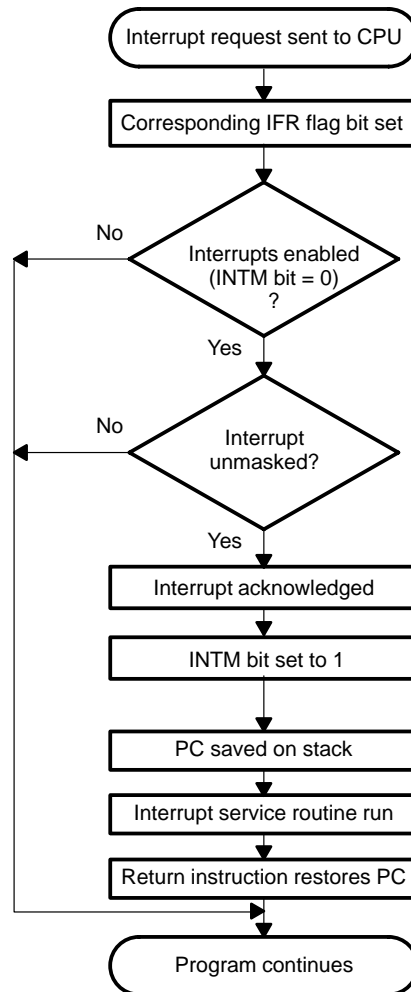 Interrupt request sent to CPU
Corresponding IFR flag bit set
No
Interrupts enabled
(INTM bit = 0)
?
Yes
No
Interrupt
unmasked?
Yes
Interrupt acknowledged
INTM bit set to 1
PC saved on stack
Interrupt service routine run
Return instruction restores PC
Program continues